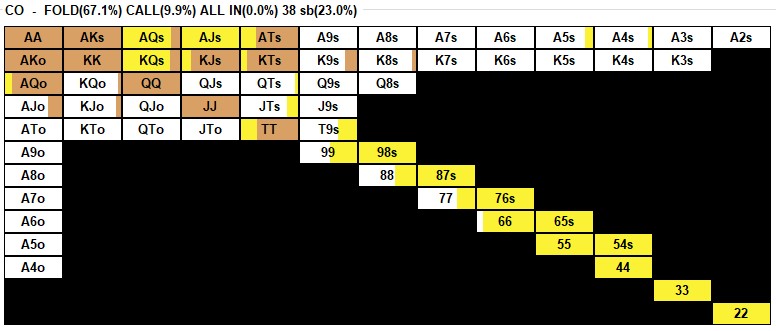 CO - FOLD(67.1%) CALL(9.9%) ALL IN(0.0%) 38 sb(23.0%)
AA AKs AQs AJs ATs A9s A8s A7s A6s A5s A4s A3s A2s
AKo KK KQs KJs KTs K9s K8s K7s K6s K5s K4s K3s
AQo KQo QQ QJs QTs Q9s Q8s
AJo KJo QJo JJ JTs J9s
ATo KTo QTo JTo TT T9s
A9o 99 98s
A8o 88 87s
A7o 77 76s
A6o 66 65s
A5o 55 54s
A4o 44
33
22